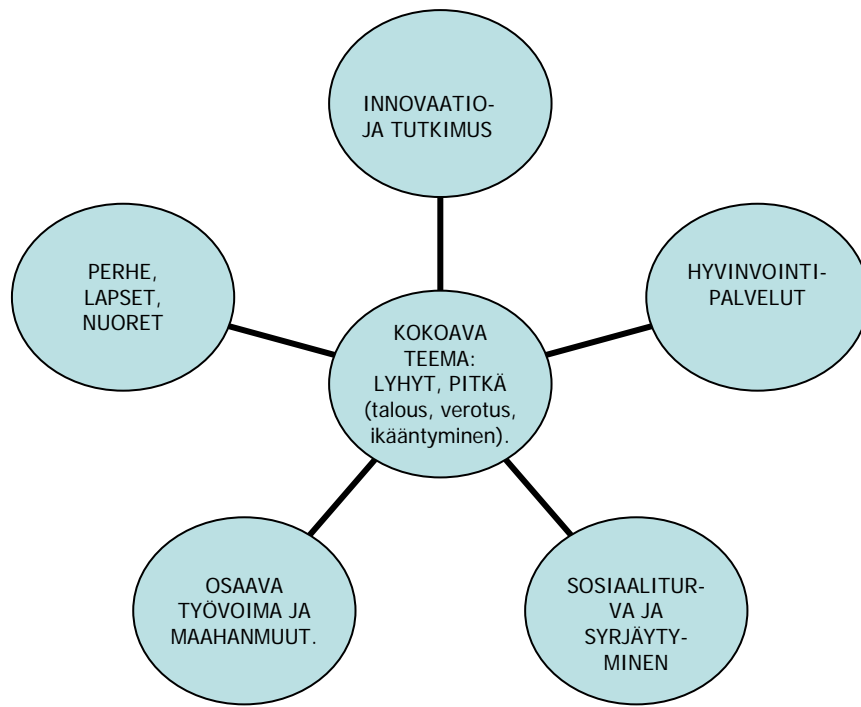 INNOVAATIO-
JA TUTKIMUS
PERHE,
LAPSET,
NUORET
HYVINVOINTI-
PALVELUT
KOKOAVA
TEEMA:
LYHYT, PITKÄ
(talous, verotus,
ikääntyminen).
OSAAVA
TYÖVOIMA JA
MAAHANMUUT.
SOSIAALITUR-
VA JA
SYRJÄYTY-
MINEN